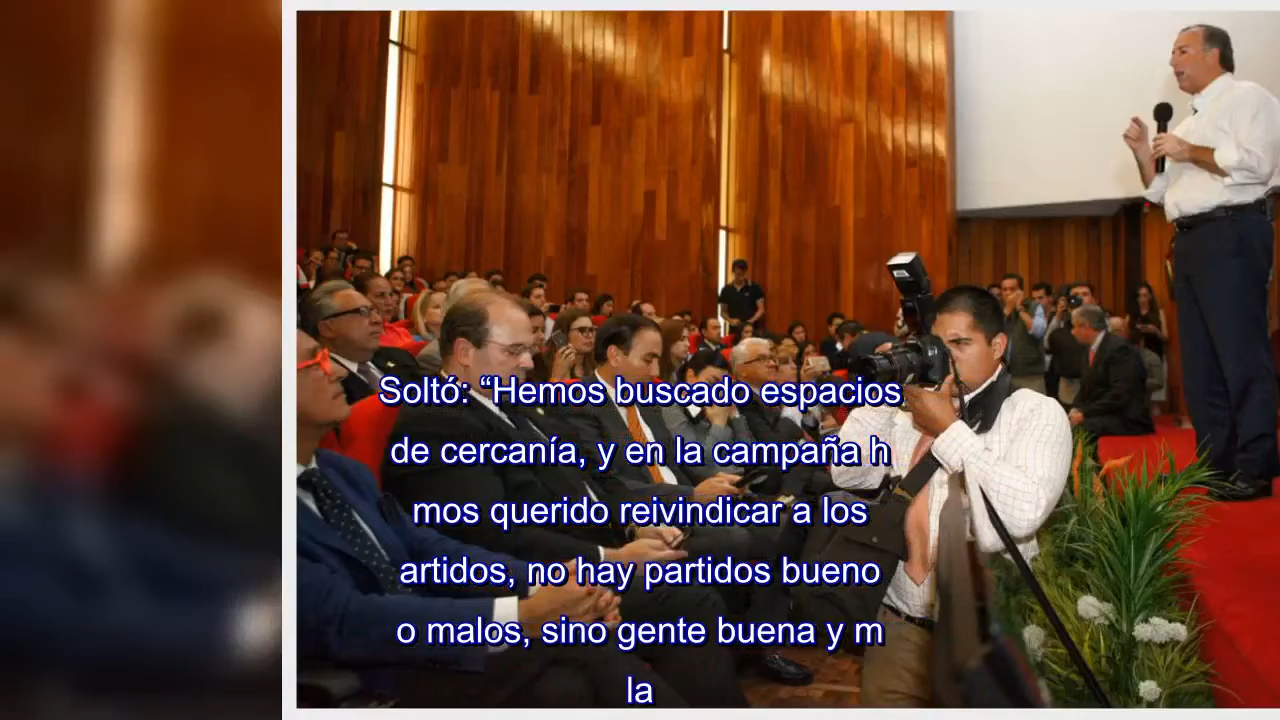 Soltó: “Hemos buscado espacios
de cercanía, y en la campaña h
mos querido reivindicar a los
artidos, no hay partidos bueno
o malos, sino gente buena y m
la